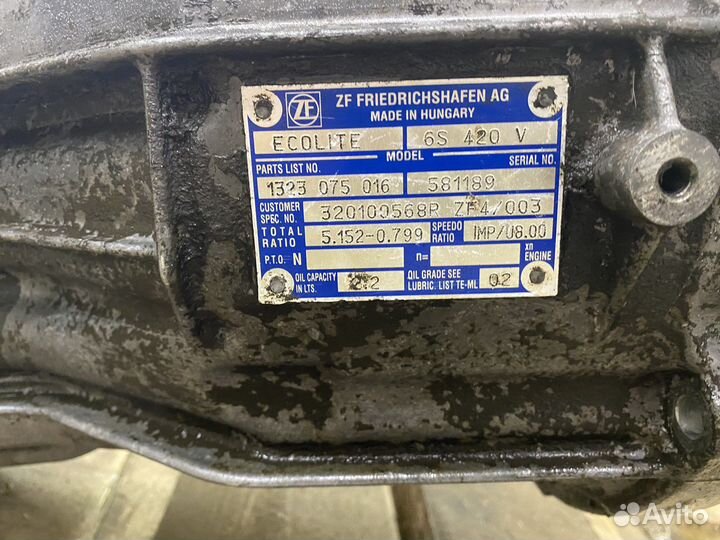 ZF ZF FRIEDRICHSHAFEN AG
MADE IN HUNGARY
ECOLITE 6S 420 V
MODEL
PARTS LIST NO. SERIAL NO.
1323 075 016 581189
CUSTOMER SPEC. NO. 320100568R ZF4/003
TOTAL RATIO 5.152-0.799 SPEEDO RATIO IMP/U8.00
P.T.O. N n= xn ENGINE
OIL CAPACITY IN LTS. 2.2 OIL GRADE SEE LUBRIC. LIST TE-ML 02
Avito